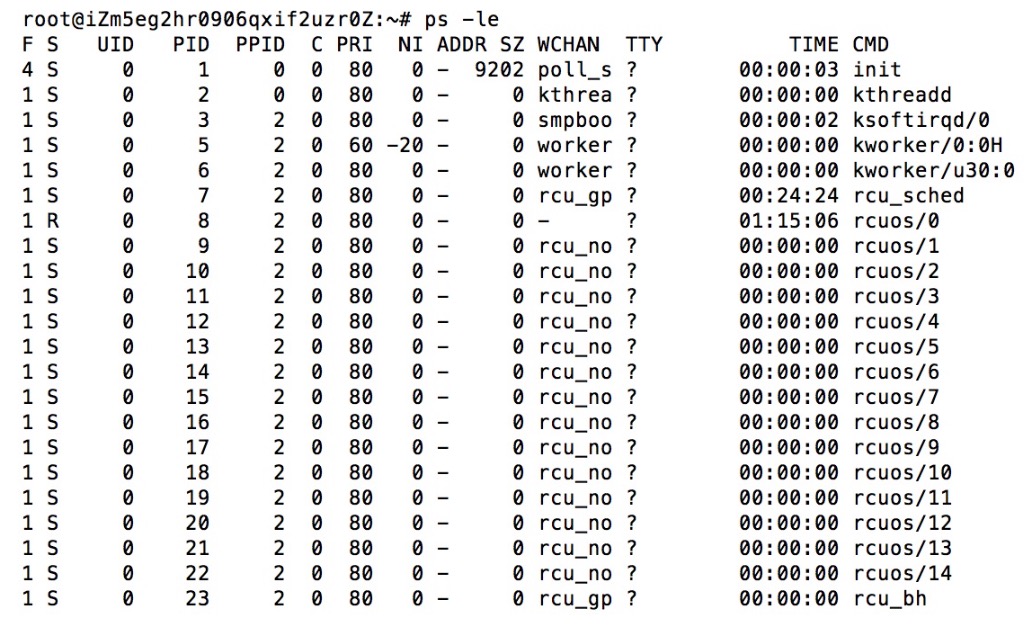 root@iZm5eg2hr0906qxif2uzr0Z:~# ps -le
F S   UID   PID  PPID  C PRI  NI ADDR SZ WCHAN  TTY          TIME CMD
4 S     0     1     0  0  80   0 -  9202 poll_s ?        00:00:03 init
1 S     0     2     0  0  80   0 -     0 kthrea ?        00:00:00 kthreadd
1 S     0     3     2  0  80   0 -     0 smpboo ?        00:00:02 ksoftirqd/0
1 S     0     5     2  0  60 -20 -     0 worker ?        00:00:00 kworker/0:0H
1 S     0     6     2  0  80   0 -     0 worker ?        00:00:00 kworker/u30:0
1 S     0     7     2  0  80   0 -     0 rcu_gp ?        00:24:24 rcu_sched
1 R     0     8     2  0  80   0 -     0 -      ?        01:15:06 rcuos/0
1 S     0     9     2  0  80   0 -     0 rcu_no ?        00:00:00 rcuos/1
1 S     0    10     2  0  80   0 -     0 rcu_no ?        00:00:00 rcuos/2
1 S     0    11     2  0  80   0 -     0 rcu_no ?        00:00:00 rcuos/3
1 S     0    12     2  0  80   0 -     0 rcu_no ?        00:00:00 rcuos/4
1 S     0    13     2  0  80   0 -     0 rcu_no ?        00:00:00 rcuos/5
1 S     0    14     2  0  80   0 -     0 rcu_no ?        00:00:00 rcuos/6
1 S     0    15     2  0  80   0 -     0 rcu_no ?        00:00:00 rcuos/7
1 S     0    16     2  0  80   0 -     0 rcu_no ?        00:00:00 rcuos/8
1 S     0    17     2  0  80   0 -     0 rcu_no ?        00:00:00 rcuos/9
1 S     0    18     2  0  80   0 -     0 rcu_no ?        00:00:00 rcuos/10
1 S     0    19     2  0  80   0 -     0 rcu_no ?        00:00:00 rcuos/11
1 S     0    20     2  0  80   0 -     0 rcu_no ?        00:00:00 rcuos/12
1 S     0    21     2  0  80   0 -     0 rcu_no ?        00:00:00 rcuos/13
1 S     0    22     2  0  80   0 -     0 rcu_no ?        00:00:00 rcuos/14
1 S     0    23     2  0  80   0 -     0 rcu_gp ?        00:00:00 rcu_bh